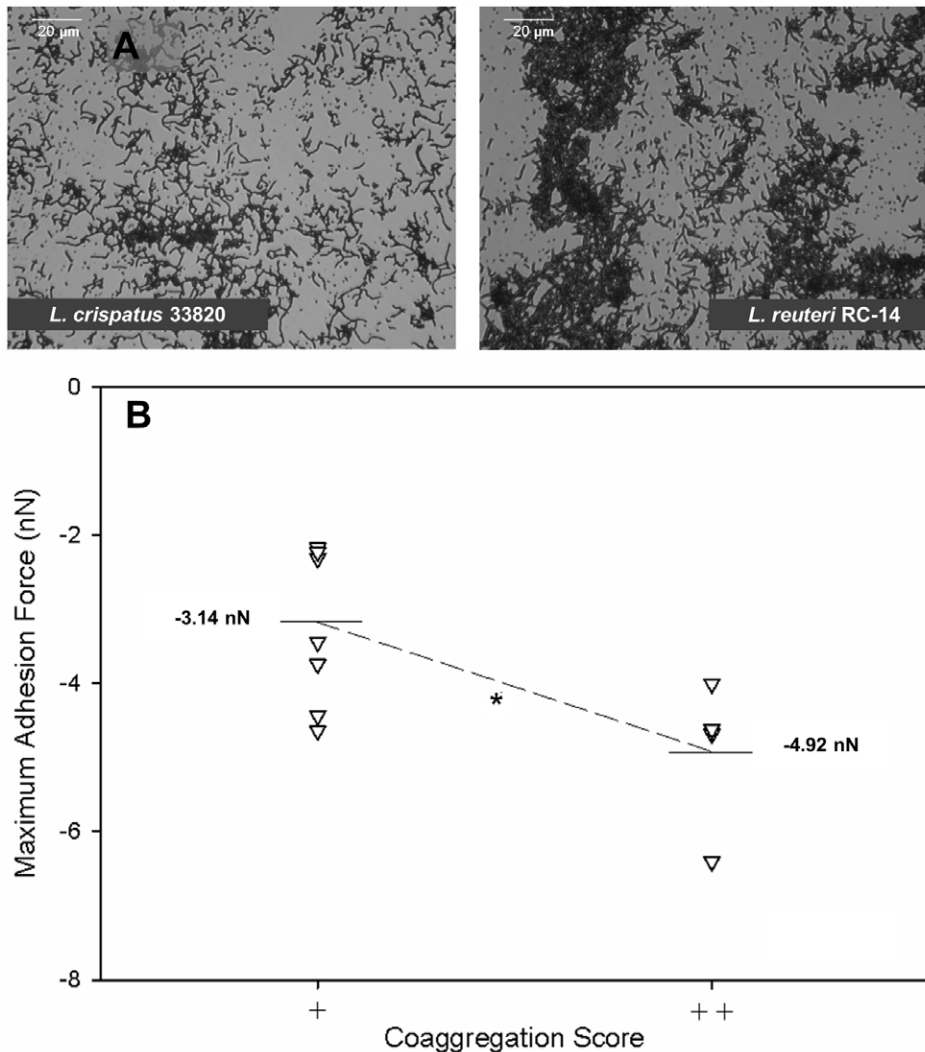 20 µm
A
L. crispatus 33820
20 µm
L. reuteri RC-14
B
Maximum Adhesion Force (nN)
0
-2
-4
-6
-8
-3.14 nN
*
-4.92 nN
+
++
Coaggregation Score